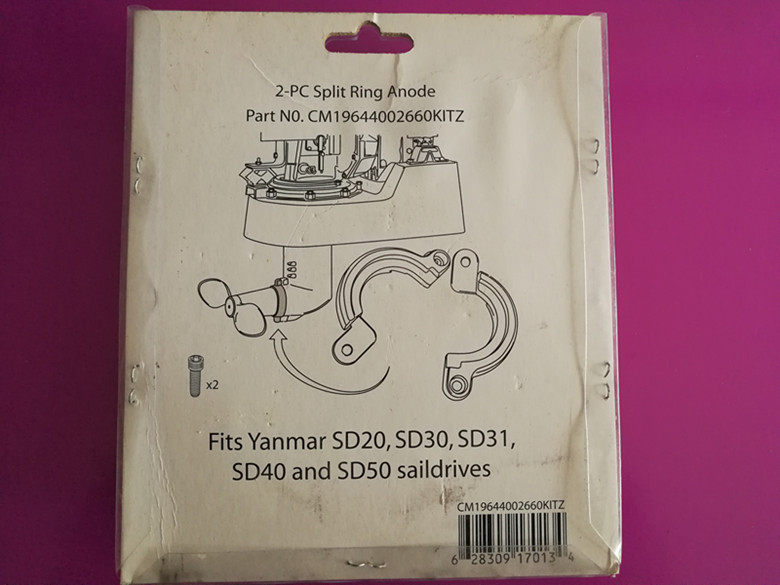 2-PC Split Ring Anode
Part N0. CM19644002660KITZ
x2
Fits Yanmar SD20, SD30, SD31,
SD40 and SD50 saildrives
CM19644002660KITZ
6 28309 17013 4